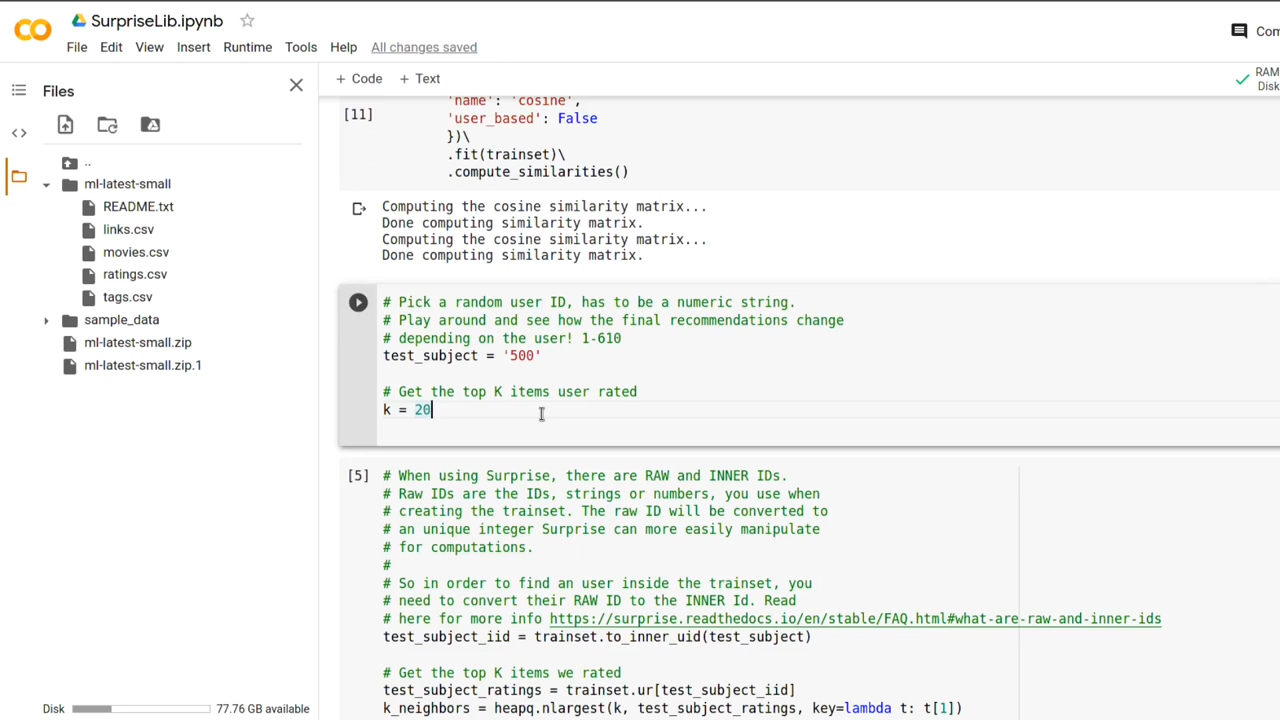 SurpriseLib.ipynb
File Edit View Insert Runtime Tools Help All changes saved
Com
RAM
Disk
Files
+ Code + Text
..
ml-latest-small
README.txt
links.csv
movies.csv
ratings.csv
tags.csv
sample_data
ml-latest-small.zip
ml-latest-small.zip.1
Disk 77.76 GB available
[11]
'name': 'cosine',
'user_based': False
})\
.fit(trainset)\
.compute_similarities()
Computing the cosine similarity matrix...
Done computing similarity matrix.
Computing the cosine similarity matrix...
Done computing similarity matrix.
# Pick a random user ID, has to be a numeric string.
# Play around and see how the final recommendations change
# depending on the user! 1-610
test_subject = '500'
# Get the top K items user rated
k = 20
[5]
# When using Surprise, there are RAW and INNER IDs.
# Raw IDs are the IDs, strings or numbers, you use when
# creating the trainset. The raw ID will be converted to
# an unique integer Surprise can more easily manipulate
# for computations.
#
# So in order to find an user inside the trainset, you
# need to convert their RAW ID to the INNER Id. Read
# here for more info https://surprise.readthedocs.io/en/stable/FAQ.html#what-are-raw-and-inner-ids
test_subject_iid = trainset.to_inner_uid(test_subject)
# Get the top K items we rated
test_subject_ratings = trainset.ur[test_subject_iid]
k_neighbors = heapq.nlargest(k, test_subject_ratings, key=lambda t: t[1])